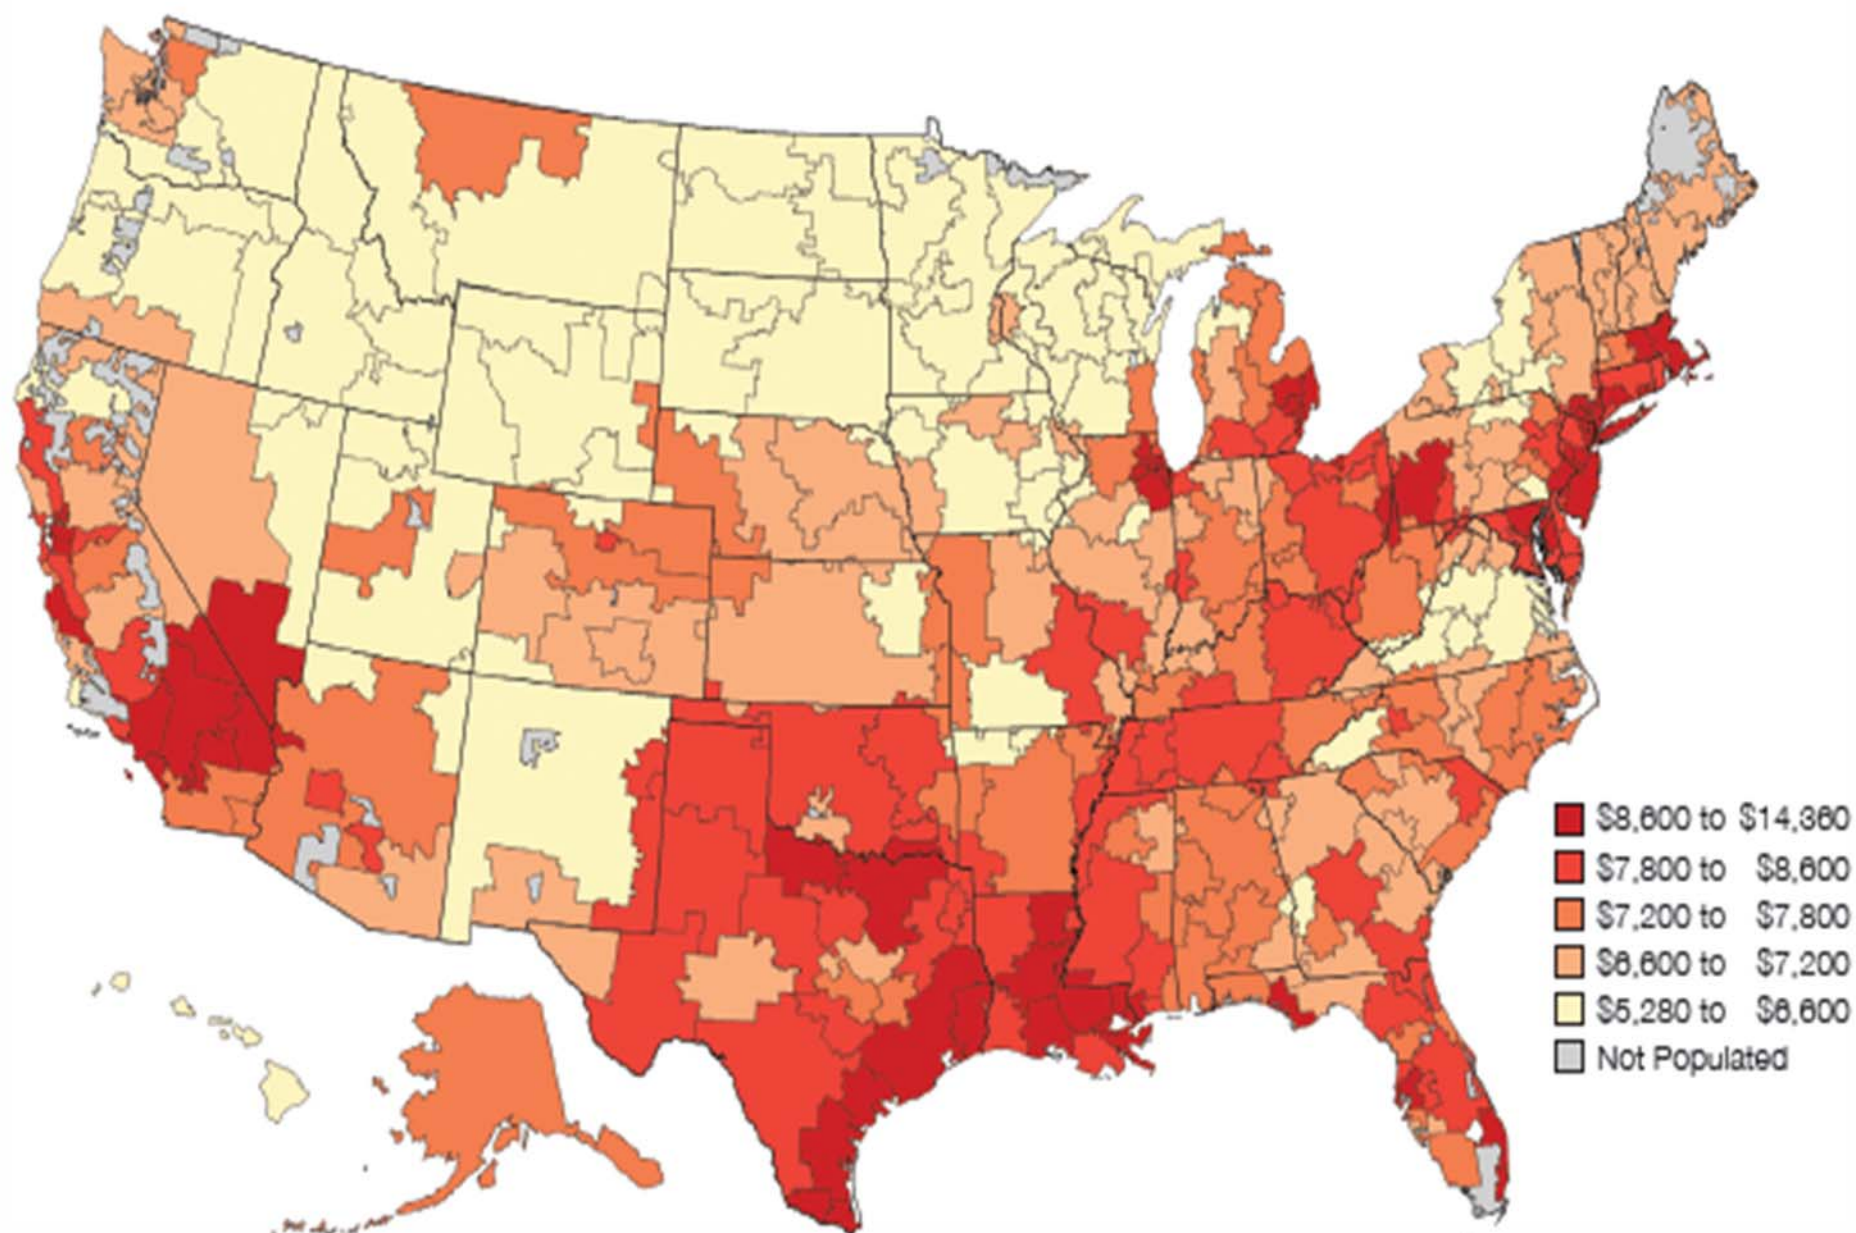 $8,600 to $14,360
$7,800 to $8,600
$7,200 to $7,800
$6,600 to $7,200
$5,280 to $6,600
Not Populated